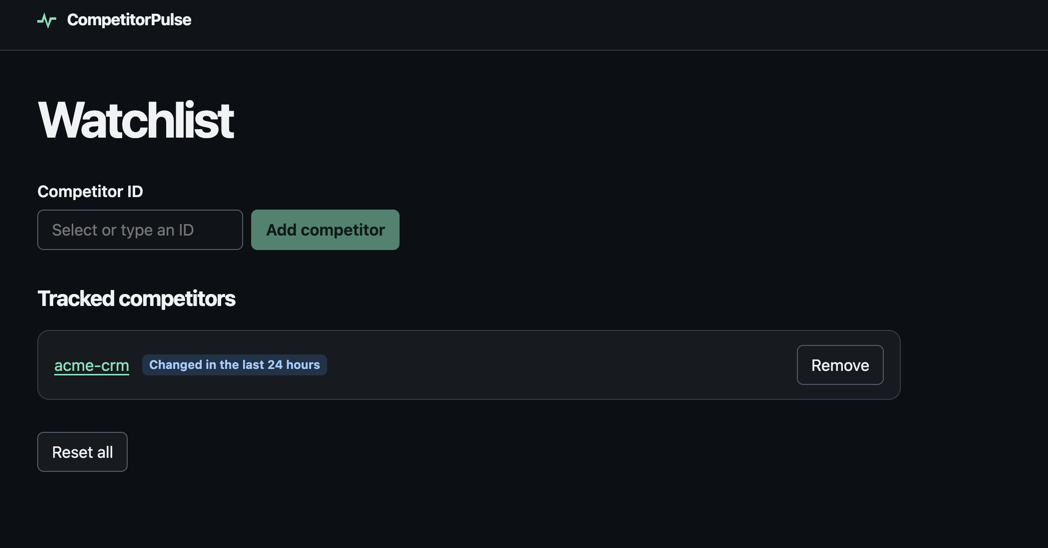 CompetitorPulse
Watchlist
Competitor ID
Select or type an ID
Add competitor
Tracked competitors
acme-crm
Changed in the last 24 hours
Remove
Reset all